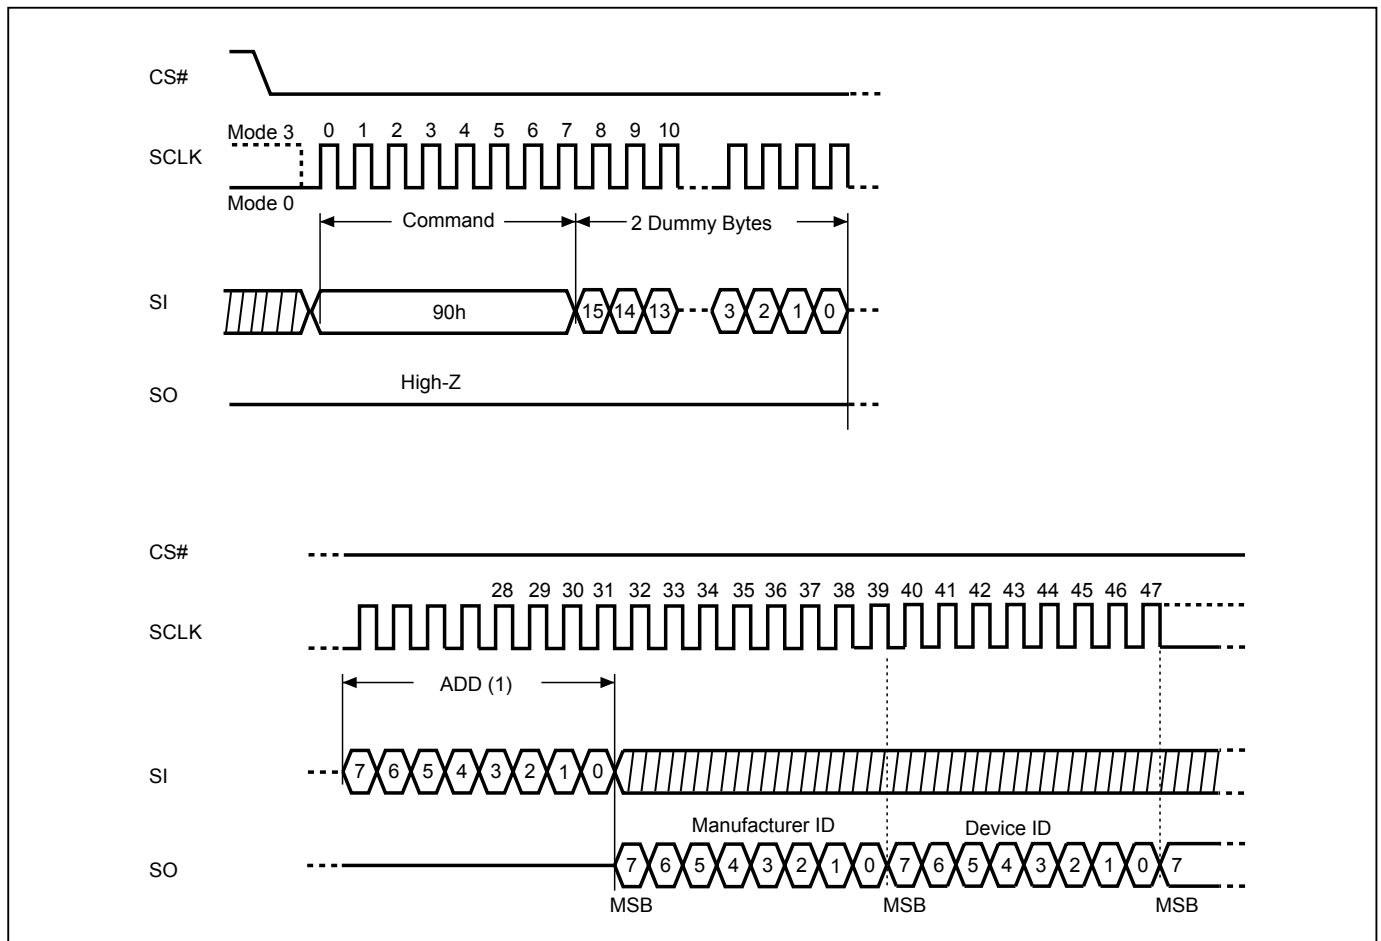 CS#
Mode 3 0 1 2 3 4 5 6 7 8 9 10
SCLK
Mode 0
Command 2 Dummy Bytes
SI 90h 15 14 13 3 2 1 0
High-Z
SO
CS#
28 29 30 31 32 33 34 35 36 37 38 39 40 41 42 43 44 45 46 47
SCLK
ADD (1)
SI 7 6 5 4 3 2 1 0
Manufacturer ID Device ID
SO 7 6 5 4 3 2 1 0 7 6 5 4 3 2 1 0 7
MSB MSB MSB